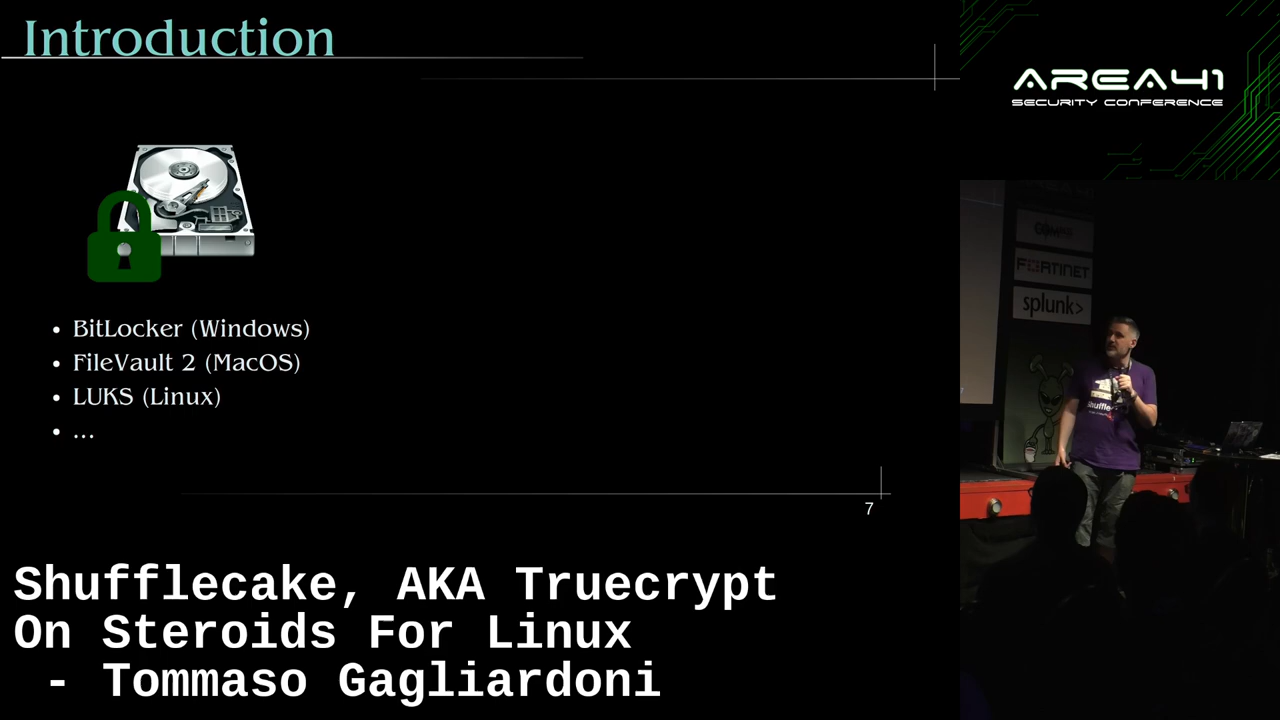 Introduction
BitLocker (Windows)
FileVault 2 (MacOS)
LUKS (Linux)
...
7
Shufflecake, AKA Truecrypt
On Steroids For Linux
- Tommaso Gagliardoni
AREA41
SECURITY CONFERENCE
FORTINET
splunk>